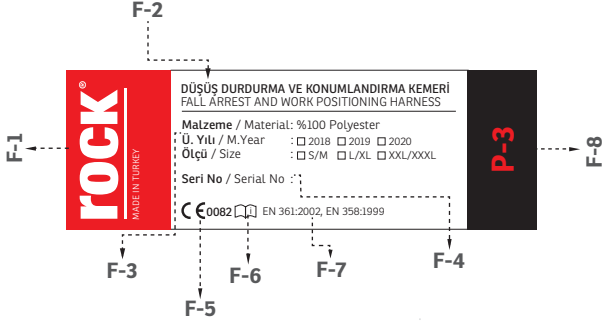 F-2
DÜŞÜŞ DURDURMA VE KONUMLANDIRMA KEMERİ
FALL ARREST AND WORK POSITIONING HARNESS
F-1
rock®
MADE IN TURKEY
Malzeme / Material: %100 Polyester
Ü. Yılı / M.Year : 2018 2019 2020
Ölçü / Size : S/M L/XL XXL/XXXL
Seri No / Serial No :
CE 0082 i EN 361:2002, EN 358:1999
P-3
F-8
F-3
F-6
F-7
F-4
F-5